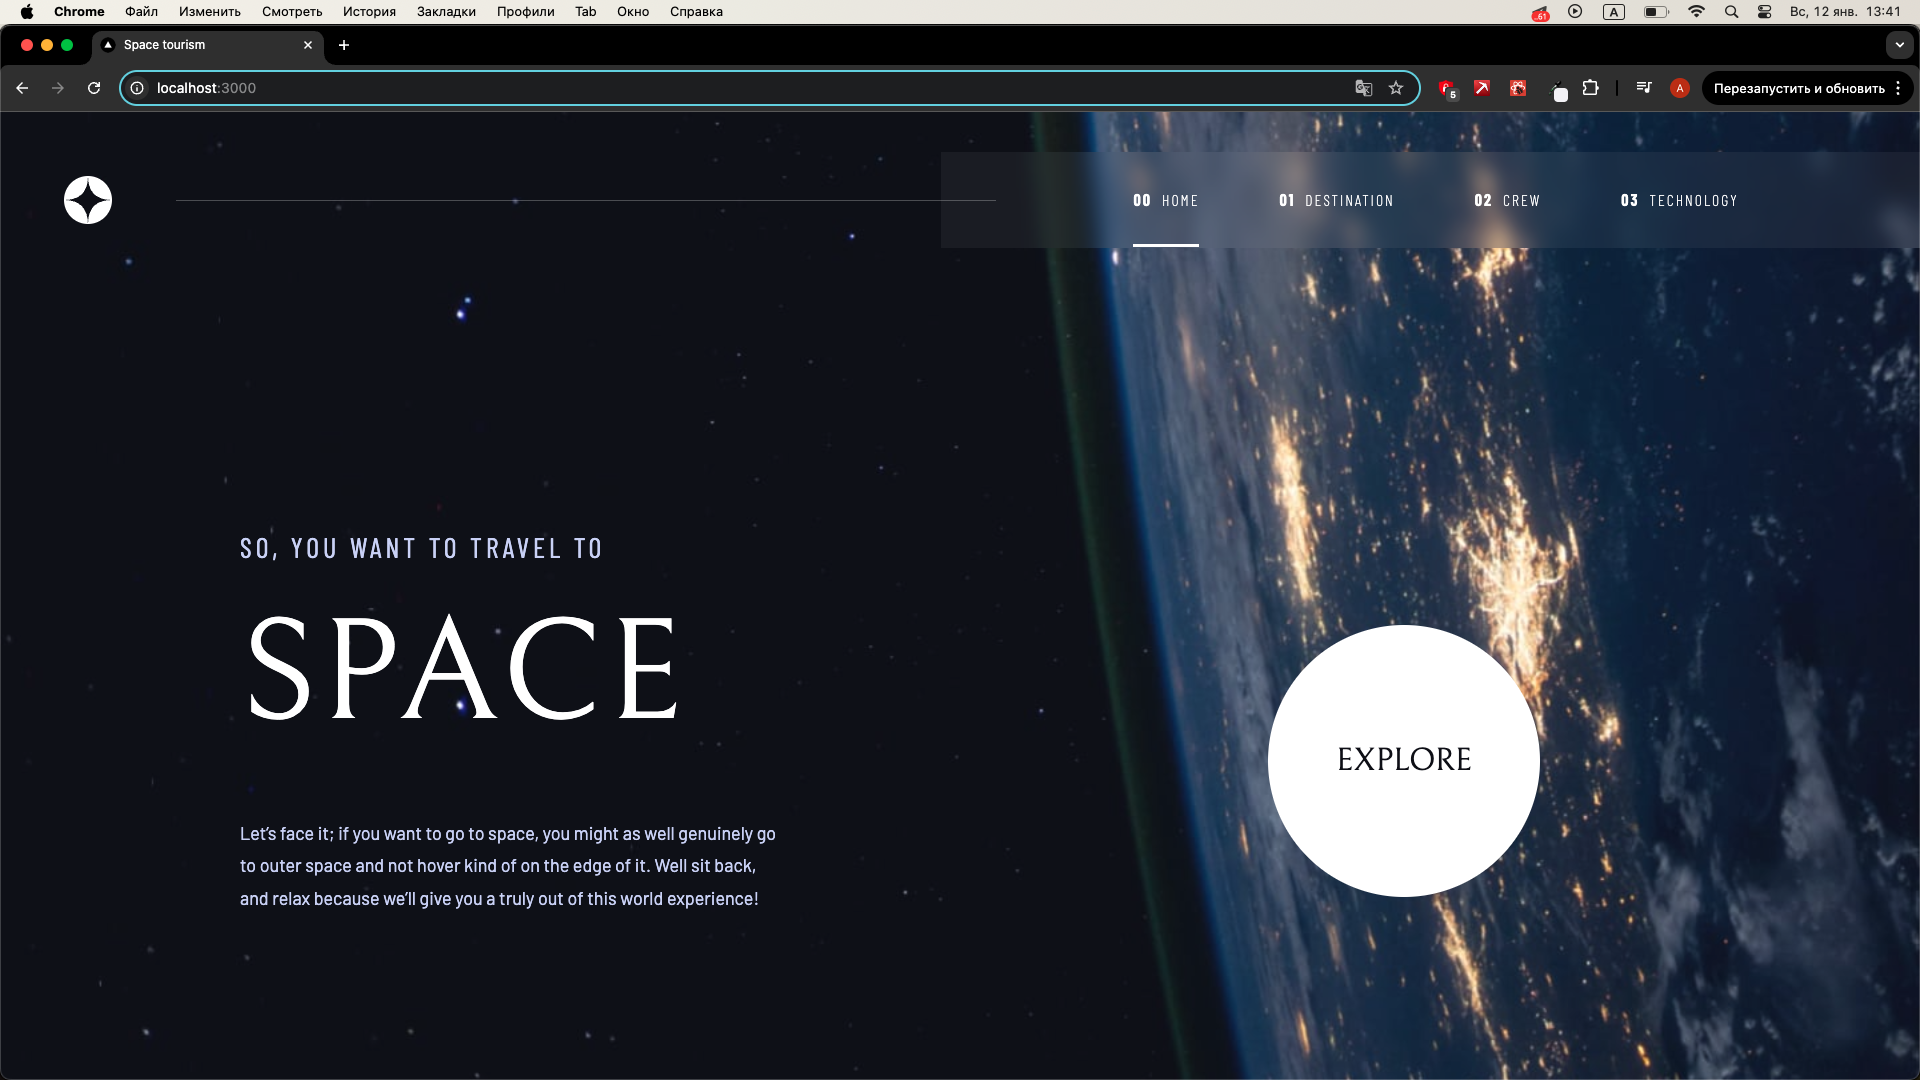 Chrome Файл Изменить Смотреть История Закладки Профили Tab Окно Справка
61 A Вс, 12 янв. 13:41
Space tourism
localhost:3000
5 A Перезапустить и обновить
00 HOME 01 DESTINATION 02 CREW 03 TECHNOLOGY
SO, YOU WANT TO TRAVEL TO
SPACE
EXPLORE
Let’s face it; if you want to go to space, you might as well genuinely go
to outer space and not hover kind of on the edge of it. Well sit back,
and relax because we’ll give you a truly out of this world experience!